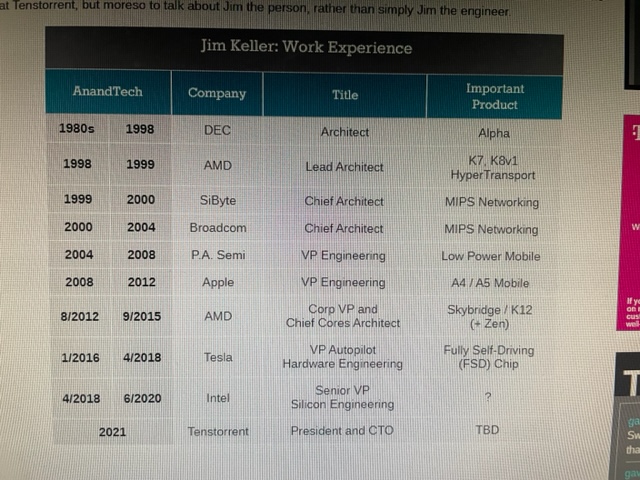 at Tenstorrent, but moreso to talk about Jim the person, rather than simply Jim the engineer.
Jim Keller: Work Experience
AnandTech Company Title Important
Product
1980s 1998 DEC Architect Alpha
1998 1999 AMD Lead Architect K7, K8v1
HyperTransport
1999 2000 SiByte Chief Architect MIPS Networking
2000 2004 Broadcom Chief Architect MIPS Networking
2004 2008 P.A. Semi VP Engineering Low Power Mobile
2008 2012 Apple VP Engineering A4 / A5 Mobile
8/2012 9/2015 AMD Corp VP and
Chief Cores Architect Skybridge / K12
(+ Zen)
1/2016 4/2018 Tesla VP Autopilot
Hardware Engineering Fully Self-Driving
(FSD) Chip
4/2018 6/2020 Intel Senior VP
Silicon Engineering ?
2021 Tenstorrent President and CTO TBD
If y
on
cus
well
T
ga
Sw
tha
gav